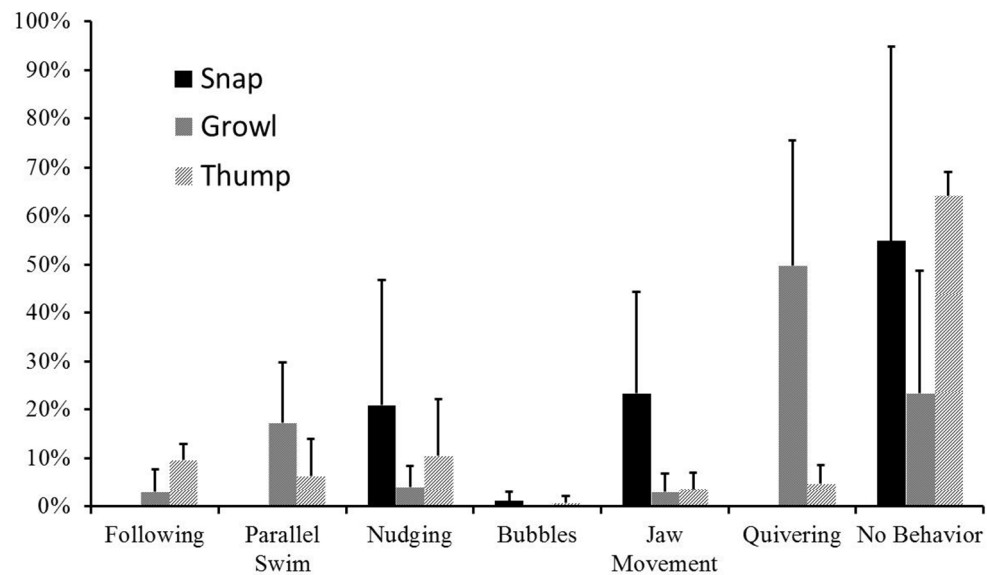 100%
90%
80%
70%
60%
50%
40%
30%
20%
10%
0%
Snap
Growl
Thump
Following
Parallel
Swim
Nudging
Bubbles
Jaw
Movement
Quivering
No Behavior